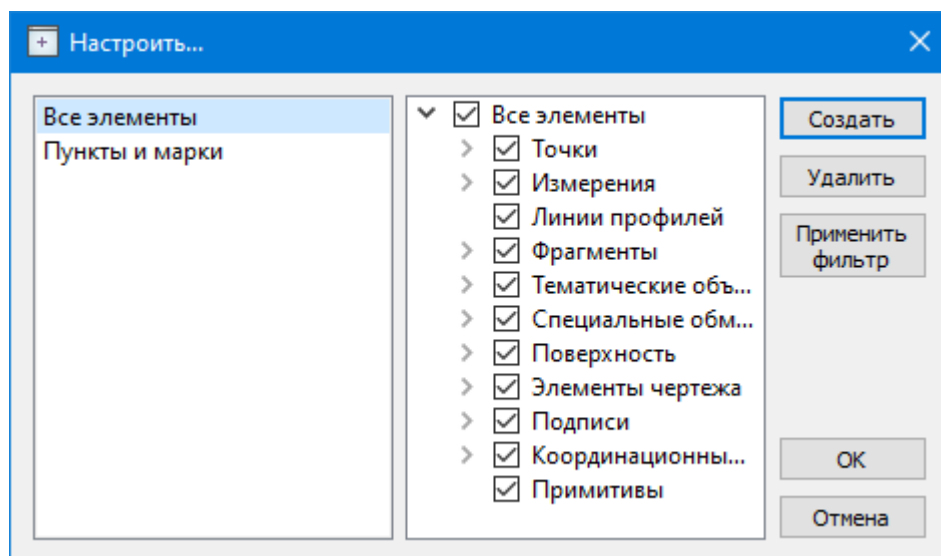 Настроить...
Все элементы
Пункты и марки
Все элементы
Точки
Измерения
Линии профилей
Фрагменты
Тематические объ...
Специальные обм...
Поверхность
Элементы чертежа
Подписи
Координационны...
Примитивы
Создать
Удалить
Применить
фильтр
OK
Отмена